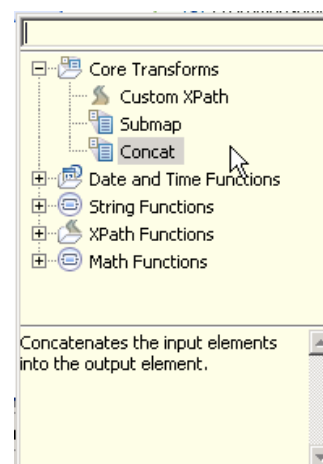 Core Transforms
Custom XPath
Submap
Concat
Date and Time Functions
String Functions
XPath Functions
Math Functions
Concatenates the input elements
into the output element.